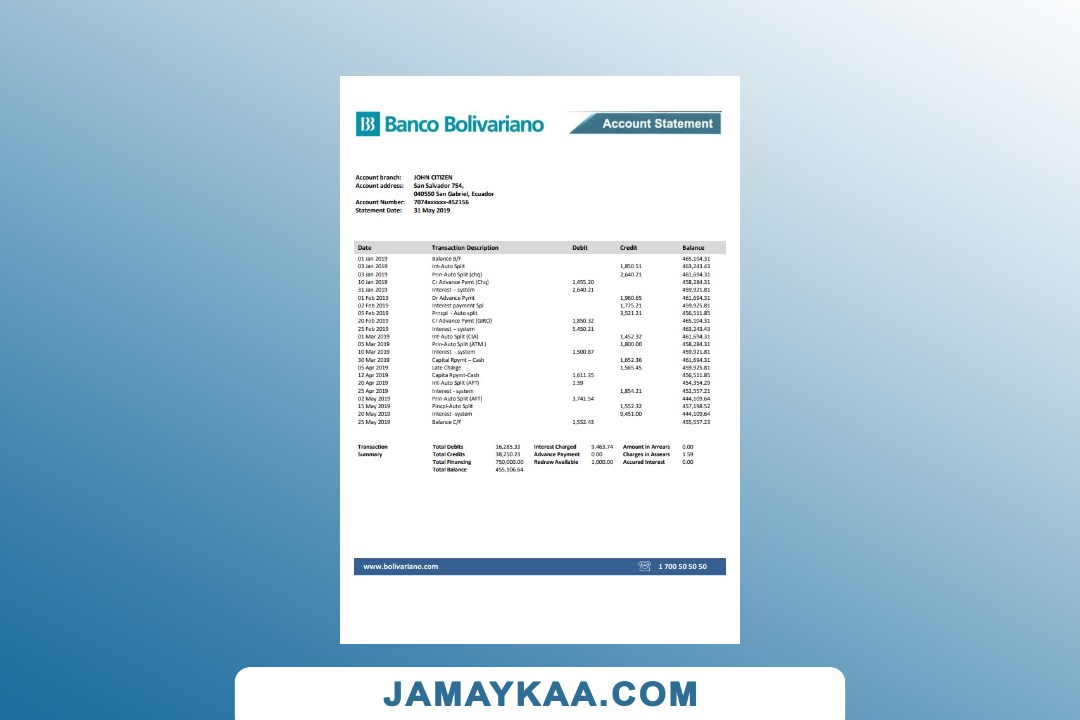 Banco Bolivariano
Account Statement
Account branch: JOHN CITIZEN
Account address: San Salvador 754,
040550 San Gabriel, Ecuador
Account Number: 7074xxxxxx-452156
Statement Date: 31 May 2019
Date Transaction Description Debit Credit Balance
01 Jan 2019 Balance B/F 465,104.31
03 Jan 2019 Int-Auto Split 1,850.51 463,243.43
03 Jan 2019 Prin-Auto Split (chq) 2,640.21 461,694.31
10 Jan 2019 Cr Advance Pymt (Chq) 1,455.20 458,284.31
31 Jan 2019 Interest – system 2,640.21 459,921.81
01 Feb 2019 Dr Advance Pymt 1,960.65 461,694.31
02 Feb 2019 Interest payment Spl 1,775.21 459,925.81
05 Feb 2019 Prncpl - Auto split 3,521.21 456,511.85
20 Feb 2019 Cr Advance Pymt (GIRO) 1,850.32 465,104.31
25 Feb 2019 Interest – system 5,450.21 463,243.43
01 Mar 2019 Int-Auto Split (CIA) 1,452.32 461,694.31
05 Mar 2019 Prin-Auto Split (ATM ) 1,800.00 458,284.31
10 Mar 2019 Interest - system 1,500.87 459,921.81
30 Mar 2019 Capital Rpymt – Cash 1,652.36 461,694.31
05 Apr 2019 Late Charge 1,565.45 459,925.81
12 Apr 2019 Capita Rpymt-Cash 1,611.35 456,511.85
20 Apr 2019 Int-Auto Split (AFT) 1.59 454,354.29
25 Apr 2019 Interest - system 1,854.21 452,557.21
02 May 2019 Prin-Auto Split (AFT) 3,741.54 444,109.64
15 May 2019 Pincpl-Auto Split 1,552.32 457,198.52
20 May 2019 Interest -system 9,451.00 444,109.64
25 May 2019 Balance C/F 1,552.43 455,557.23
Transaction Total Debits 16,285.33 Interest Charged 9,463.74 Amount in Arrears 0.00
Summary Total Credits 38,250.23 Advance Payment 0.00 Charges in Assears 1.59
Total Financing 750,000.00 Redraw Available 1,000.00 Accured Interest 0.00
Total Balance 455,106.64
www.bolivariano.com 1 700 50 50 50
JAMAYKAA.COM